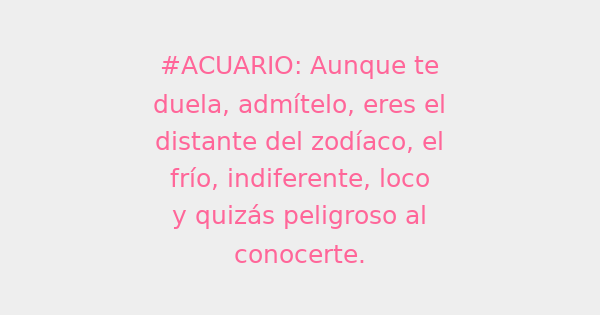 #ACUARIO: Aunque te
duela, admítelo, eres el
distante del zodíaco, el
frío, indiferente, loco
y quizás peligroso al
conocerte.